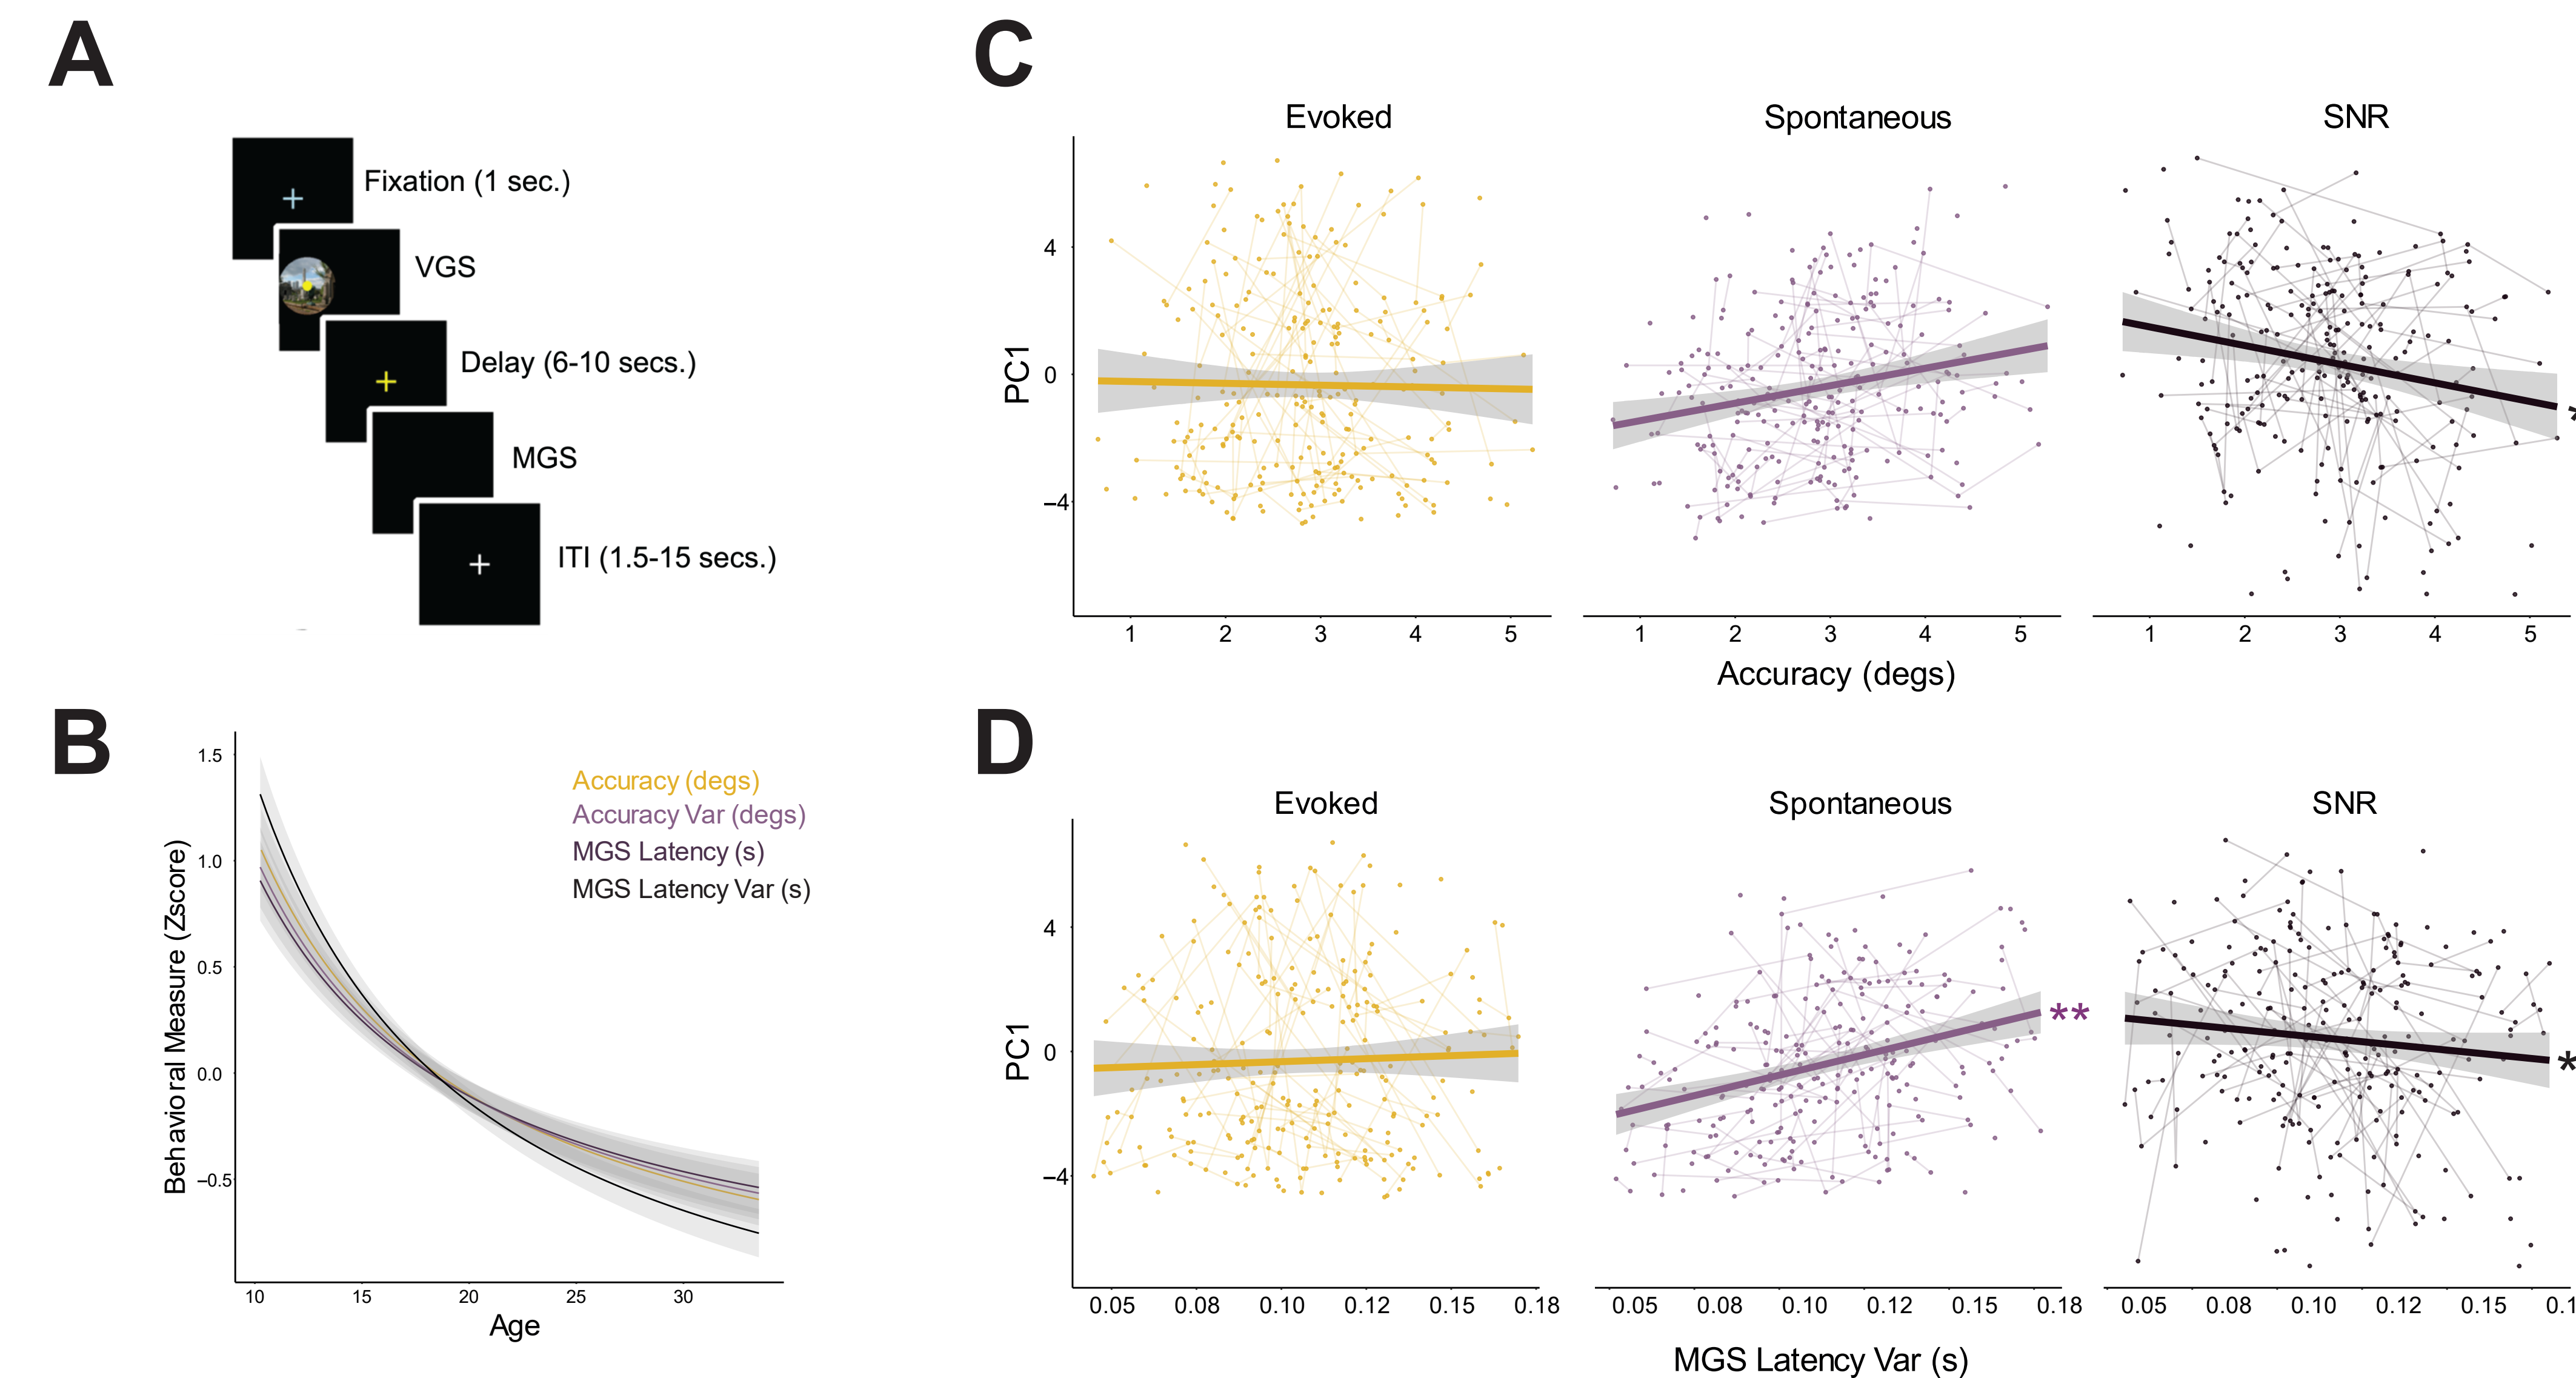 A
Fixation (1 sec.)
VGS
Delay (6-10 secs.)
MGS
ITI (1.5-15 secs.)
B
1.5
1.0
0.5
0.0
−0.5
Behavioral Measure (Zscore)
Accuracy (degs)
Accuracy Var (degs)
MGS Latency (s)
MGS Latency Var (s)
10 15 20 25 30
Age
C
Evoked Spontaneous SNR
4
0
−4
PC1
*
1 2 3 4 5 1 2 3 4 5 1 2 3 4 5
Accuracy (degs)
D
Evoked Spontaneous SNR
4
0
−4
PC1
**
*
0.05 0.08 0.10 0.12 0.15 0.18 0.05 0.08 0.10 0.12 0.15 0.18 0.05 0.08 0.10 0.12 0.15
MGS Latency Var (s)